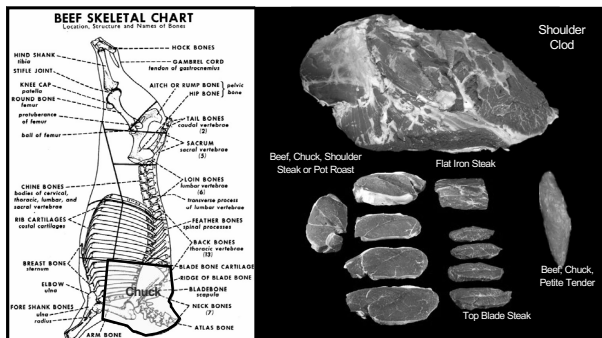 BEEF SKELETAL CHART
Location, Structure and Names of Bones
HOCK BONES
HIND SHANK
tibia
GAMBREL CORD
tendon of gastrocnemius
STIFLE JOINT
KNEE CAP
patella
AITCH OR RUMP BONE
HIP BONE
pelvic
bone
ROUND BONE
femur
protuberance
of femur
TAIL BONES
caudal vertebrae
(2)
ball of femur
SACRUM
sacral vertebrae
(5)
LOIN BONES
lumbar vertebrae
(6)
CHINE BONES
bodies of cervical,
thoracic, lumbar, and
sacral vertebrae
transverse process
of lumbar vertebrae
RIB CARTILAGES
costal cartilages
FEATHER BONES
spinal processes
BACK BONES
thoracic vertebrae
(13)
BREAST BONE
sternum
BLADE BONE CARTILAGE
RIDGE OF BLADE BONE
ELBOW
ulna
Chuck
BLADEBONE
scapula
FORE SHANK BONES
ulna
radius
NECK BONES
(7)
ATLAS BONE
ARM BONE
Shoulder
Clod
Beef, Chuck, Shoulder
Steak or Pot Roast
Flat Iron Steak
Beef, Chuck,
Petite Tender
Top Blade Steak